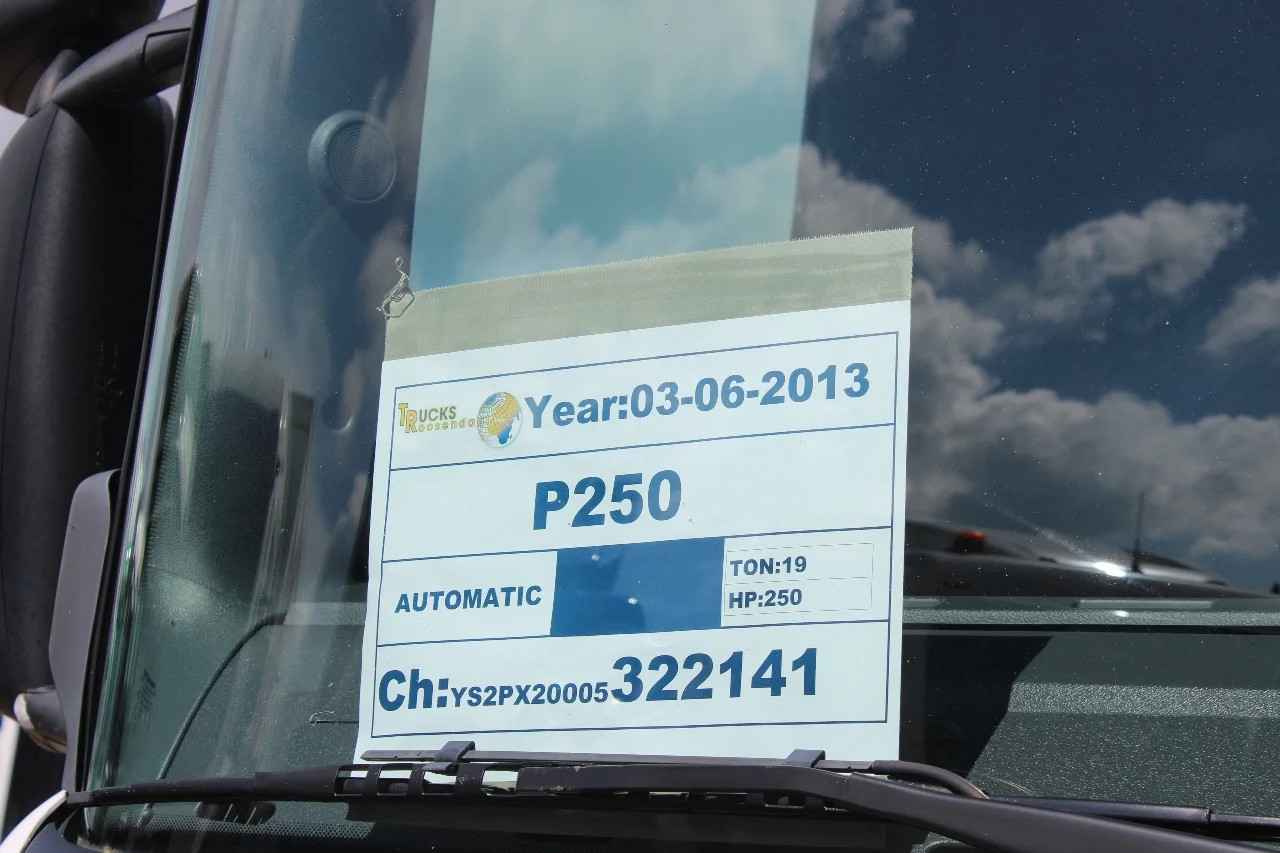 TRUCKS
Roosendaal
Year:03-06-2013
P250
AUTOMATIC
TON:19
HP:250
Ch:YS2PX20005322141